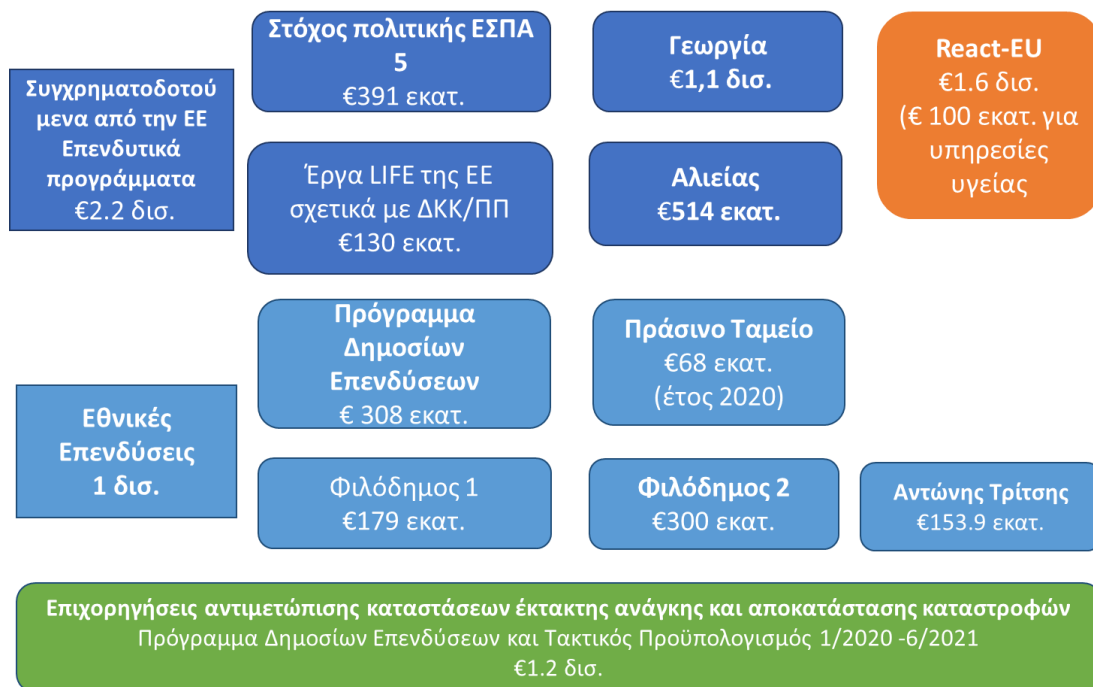 Συγχρηματοδοτού
μενα από την ΕΕ
Επενδυτικά
προγράμματα
€2.2 δισ.
Στόχος πολιτικής ΕΣΠΑ
5
€391 εκατ.
Γεωργία
€1,1 δισ.
React-EU
€1.6 δισ.
(€ 100 εκατ. για
υπηρεσίες
υγείας
Έργα LIFE της ΕΕ
σχετικά με ΔΚΚ/ΠΠ
€130 εκατ.
Αλιείας
€514 εκατ.
Εθνικές
Επενδύσεις
1 δισ.
Πρόγραμμα
Δημοσίων
Επενδύσεων
€ 308 εκατ.
Πράσινο Ταμείο
€68 εκατ.
(έτος 2020)
Φιλόδημος 1
€179 εκατ.
Φιλόδημος 2
€300 εκατ.
Αντώνης Τρίτσης
€153.9 εκατ.
Επιχορηγήσεις αντιμετώπισης καταστάσεων έκτακτης ανάγκης και αποκατάστασης καταστροφών
Πρόγραμμα Δημοσίων Επενδύσεων και Τακτικός Προϋπολογισμός 1/2020 -6/2021
€1.2 δισ.